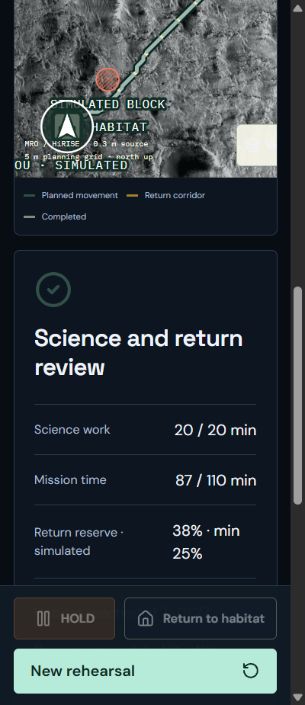 SIMULATED BLOCK
HABITAT
MRO / HiRISE / 0.3 m source
5 m planning grid · north up
OU · SIMULATED
Planned movement
Return corridor
Completed
Science and return
review
Science work
20 / 20 min
Mission time
87 / 110 min
Return reserve ·
simulated
38% · min
25%
HOLD
Return to habitat
New rehearsal